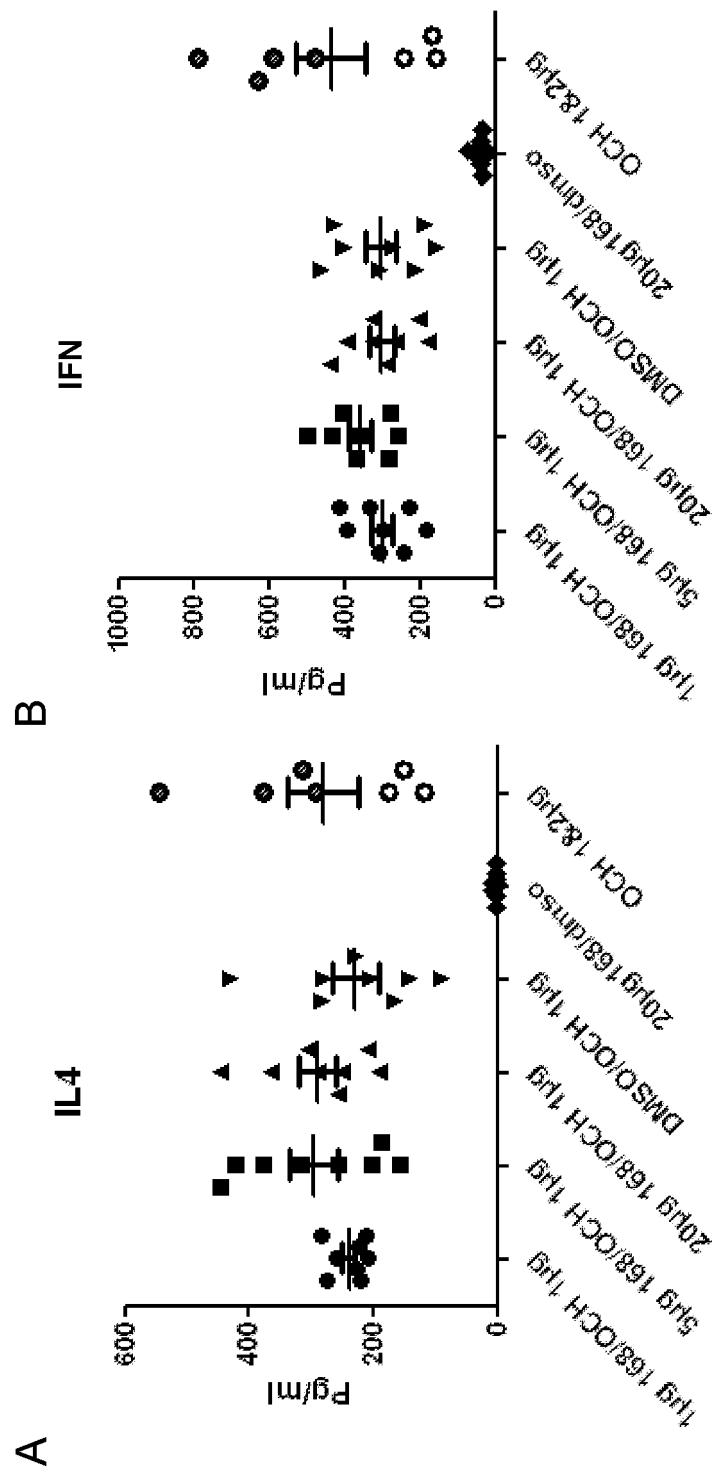 A
IL4
Pg/ml
600
400
200
0
1µg 168/OCH 1µg
5µg 168/OCH 1µg
20µg 168/OCH 1µg
DMSO/OCH 1µg
20µg168/dmso
OCH 1&2µg
B
IFN
Pg/ml
1000
800
600
400
200
0
1µg 168/OCH 1µg
5µg 168/OCH 1µg
20µg 168/OCH 1µg
DMSO/OCH 1µg
20µg168/dmso
OCH 1&2µg